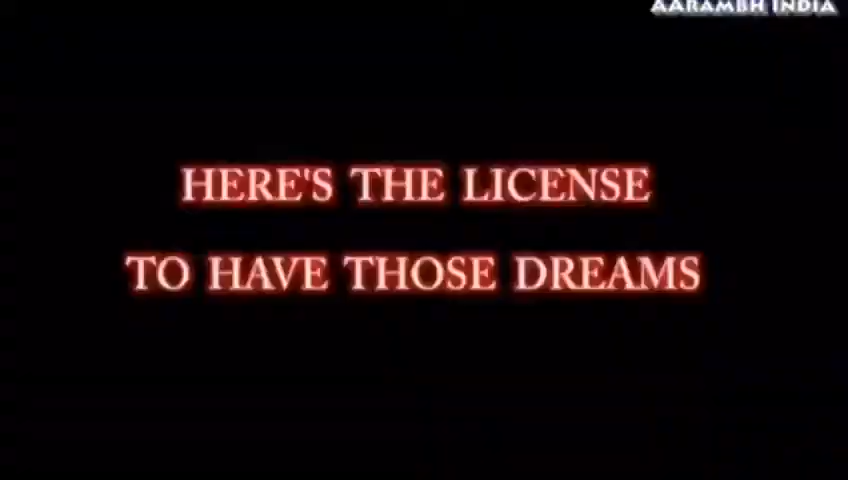 AARAMBH INDIA
HERE'S THE LICENSE
TO HAVE THOSE DREAMS